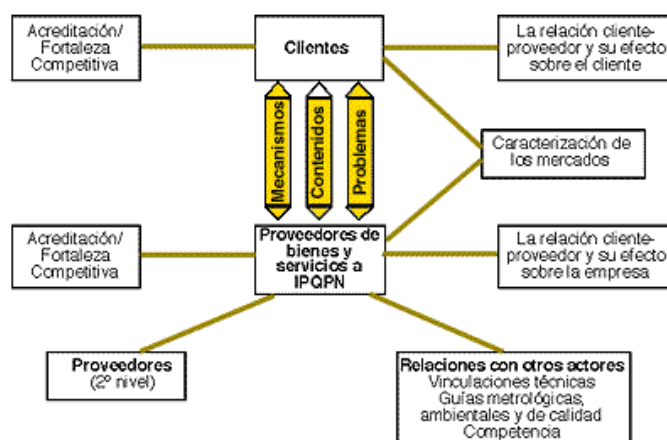 Acreditación/
Fortaleza
Competitiva
Clientes
La relación cliente-
proveedor y su efecto
sobre el cliente
Mecanismos
Contenidos
Problemas
Caracterización de
los mercados
Acreditación/
Fortaleza
Competitiva
Proveedores de
bienes y
servicios a
IPQPN
La relación cliente-
proveedor y su efecto
sobre la empresa
Proveedores
(2º nivel)
Relaciones con otros actores
Vinculaciones técnicas
Guías metrológicas,
ambientales y de calidad
Competencia